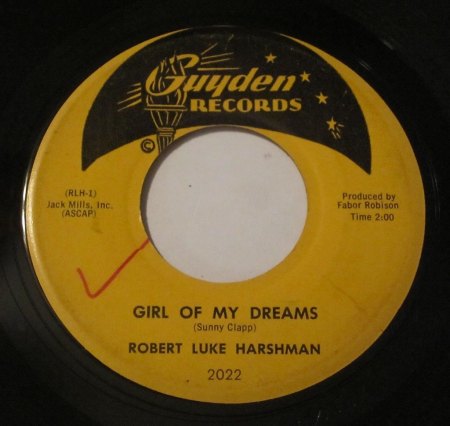 Guyden
RECORDS
©
(RLH-1)
Jack Mills, Inc.
(ASCAP)
Produced by
Fabor Robison
Time 2:00
GIRL OF MY DREAMS
(Sunny Clapp)
ROBERT LUKE HARSHMAN
2022